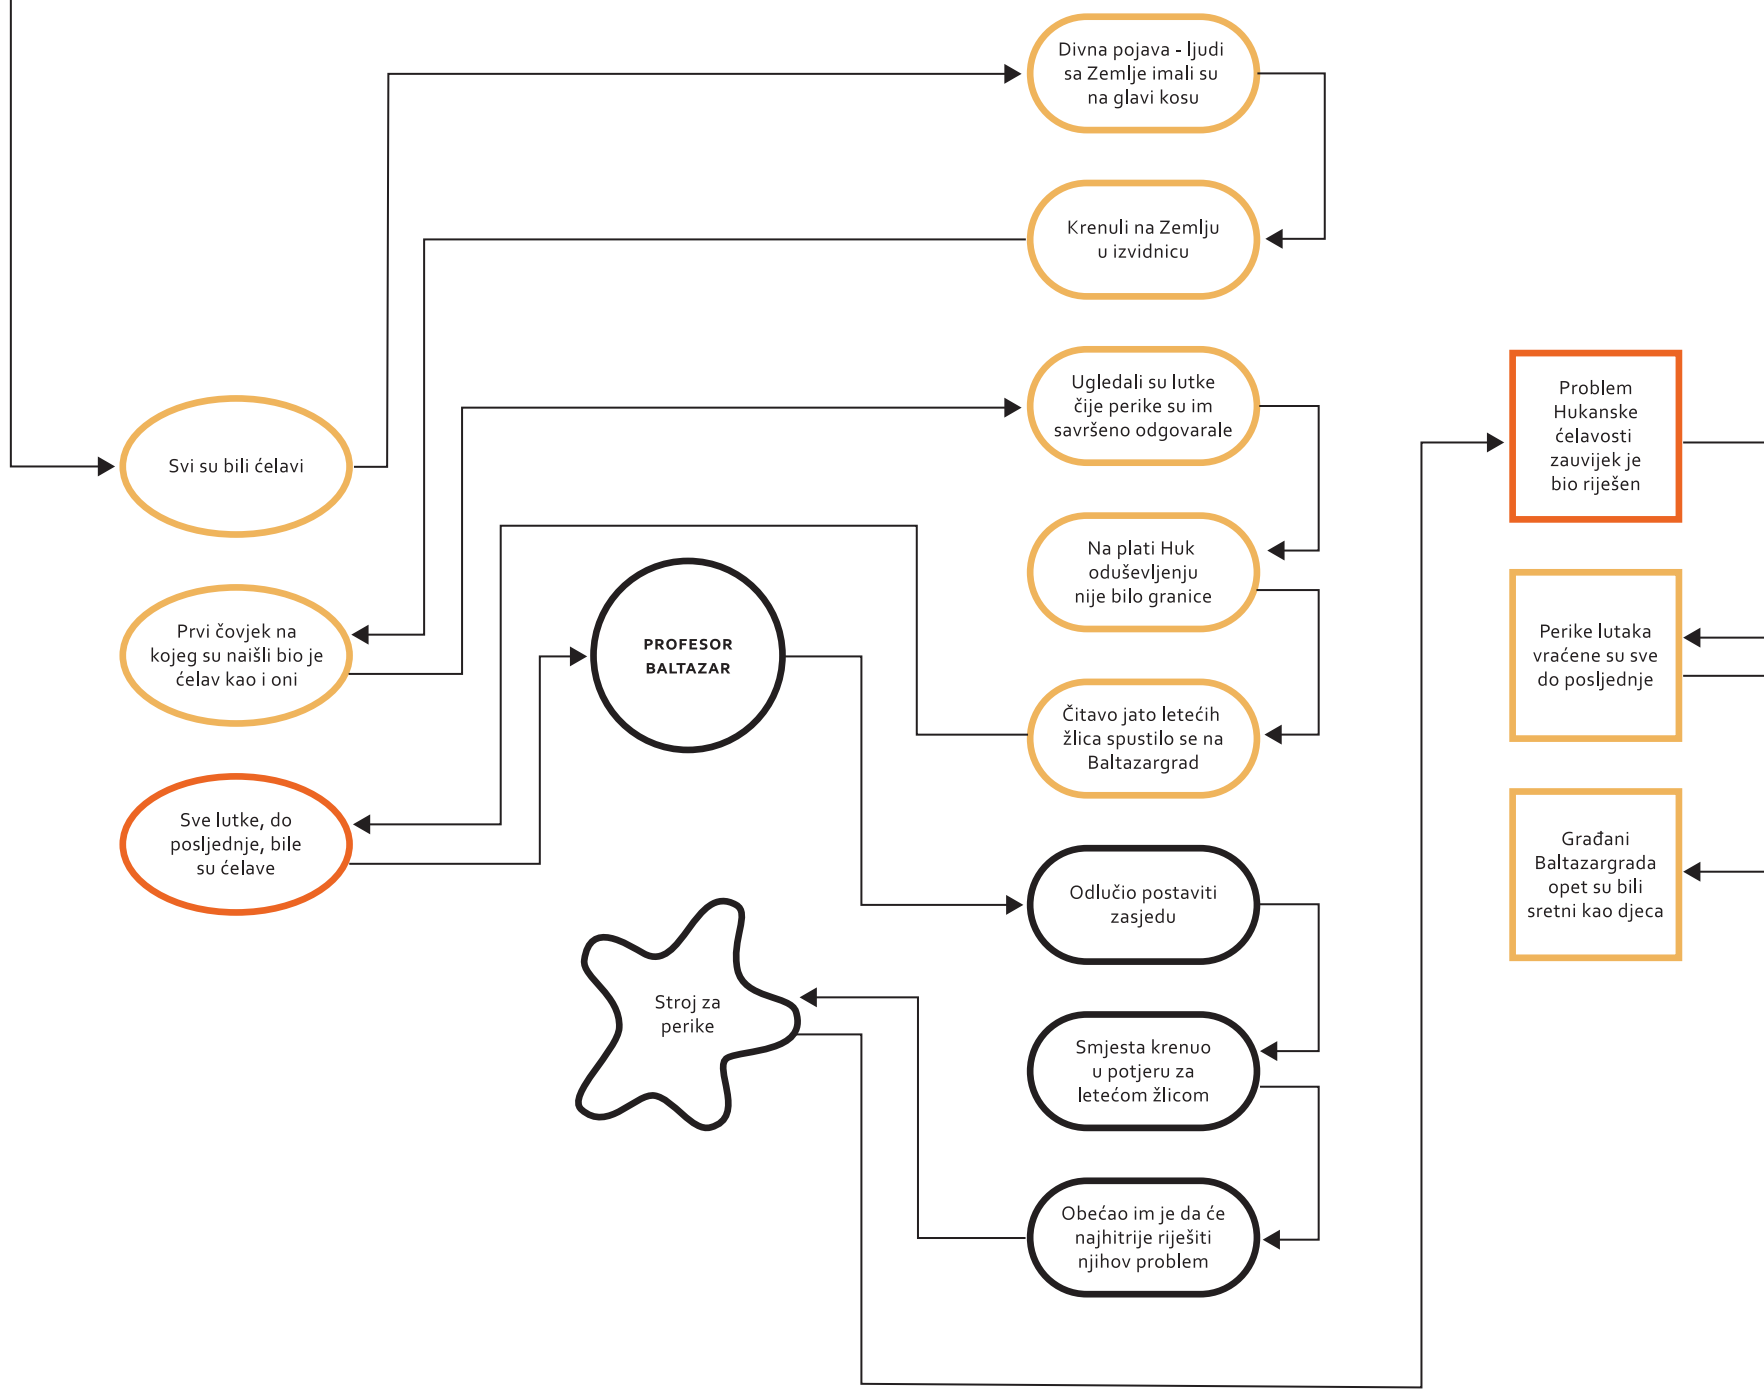 Divna pojava - ljudi
sa Zemlje imali su
na glavi kosu
Krenuli na Zemlju
u izvidnicu
Ugledali su lutke
čije perike su im
savršeno odgovarale
Problem
Hukanske
ćelavosti
zauvijek je
bio riješen
Svi su bili ćelavi
Na plati Huk
oduševljenju
nije bilo granice
Prvi čovjek na
kojeg su naišli bio je
ćelav kao i oni
PROFESOR
BALTAZAR
Perike lutaka
vraćene su sve
do posljednje
Čitavo jato letećih
žlica spustilo se na
Baltazargrad
Sve lutke, do
posljednje, bile
su ćelave
Odlučio postaviti
zasjedu
Građani
Baltazargrada
opet su bili
sretni kao djeca
Stroj za
perike
Smjesta krenuo
u potjeru za
letećom žlicom
Obećao im je da će
najhitrije riješiti
njihov problem